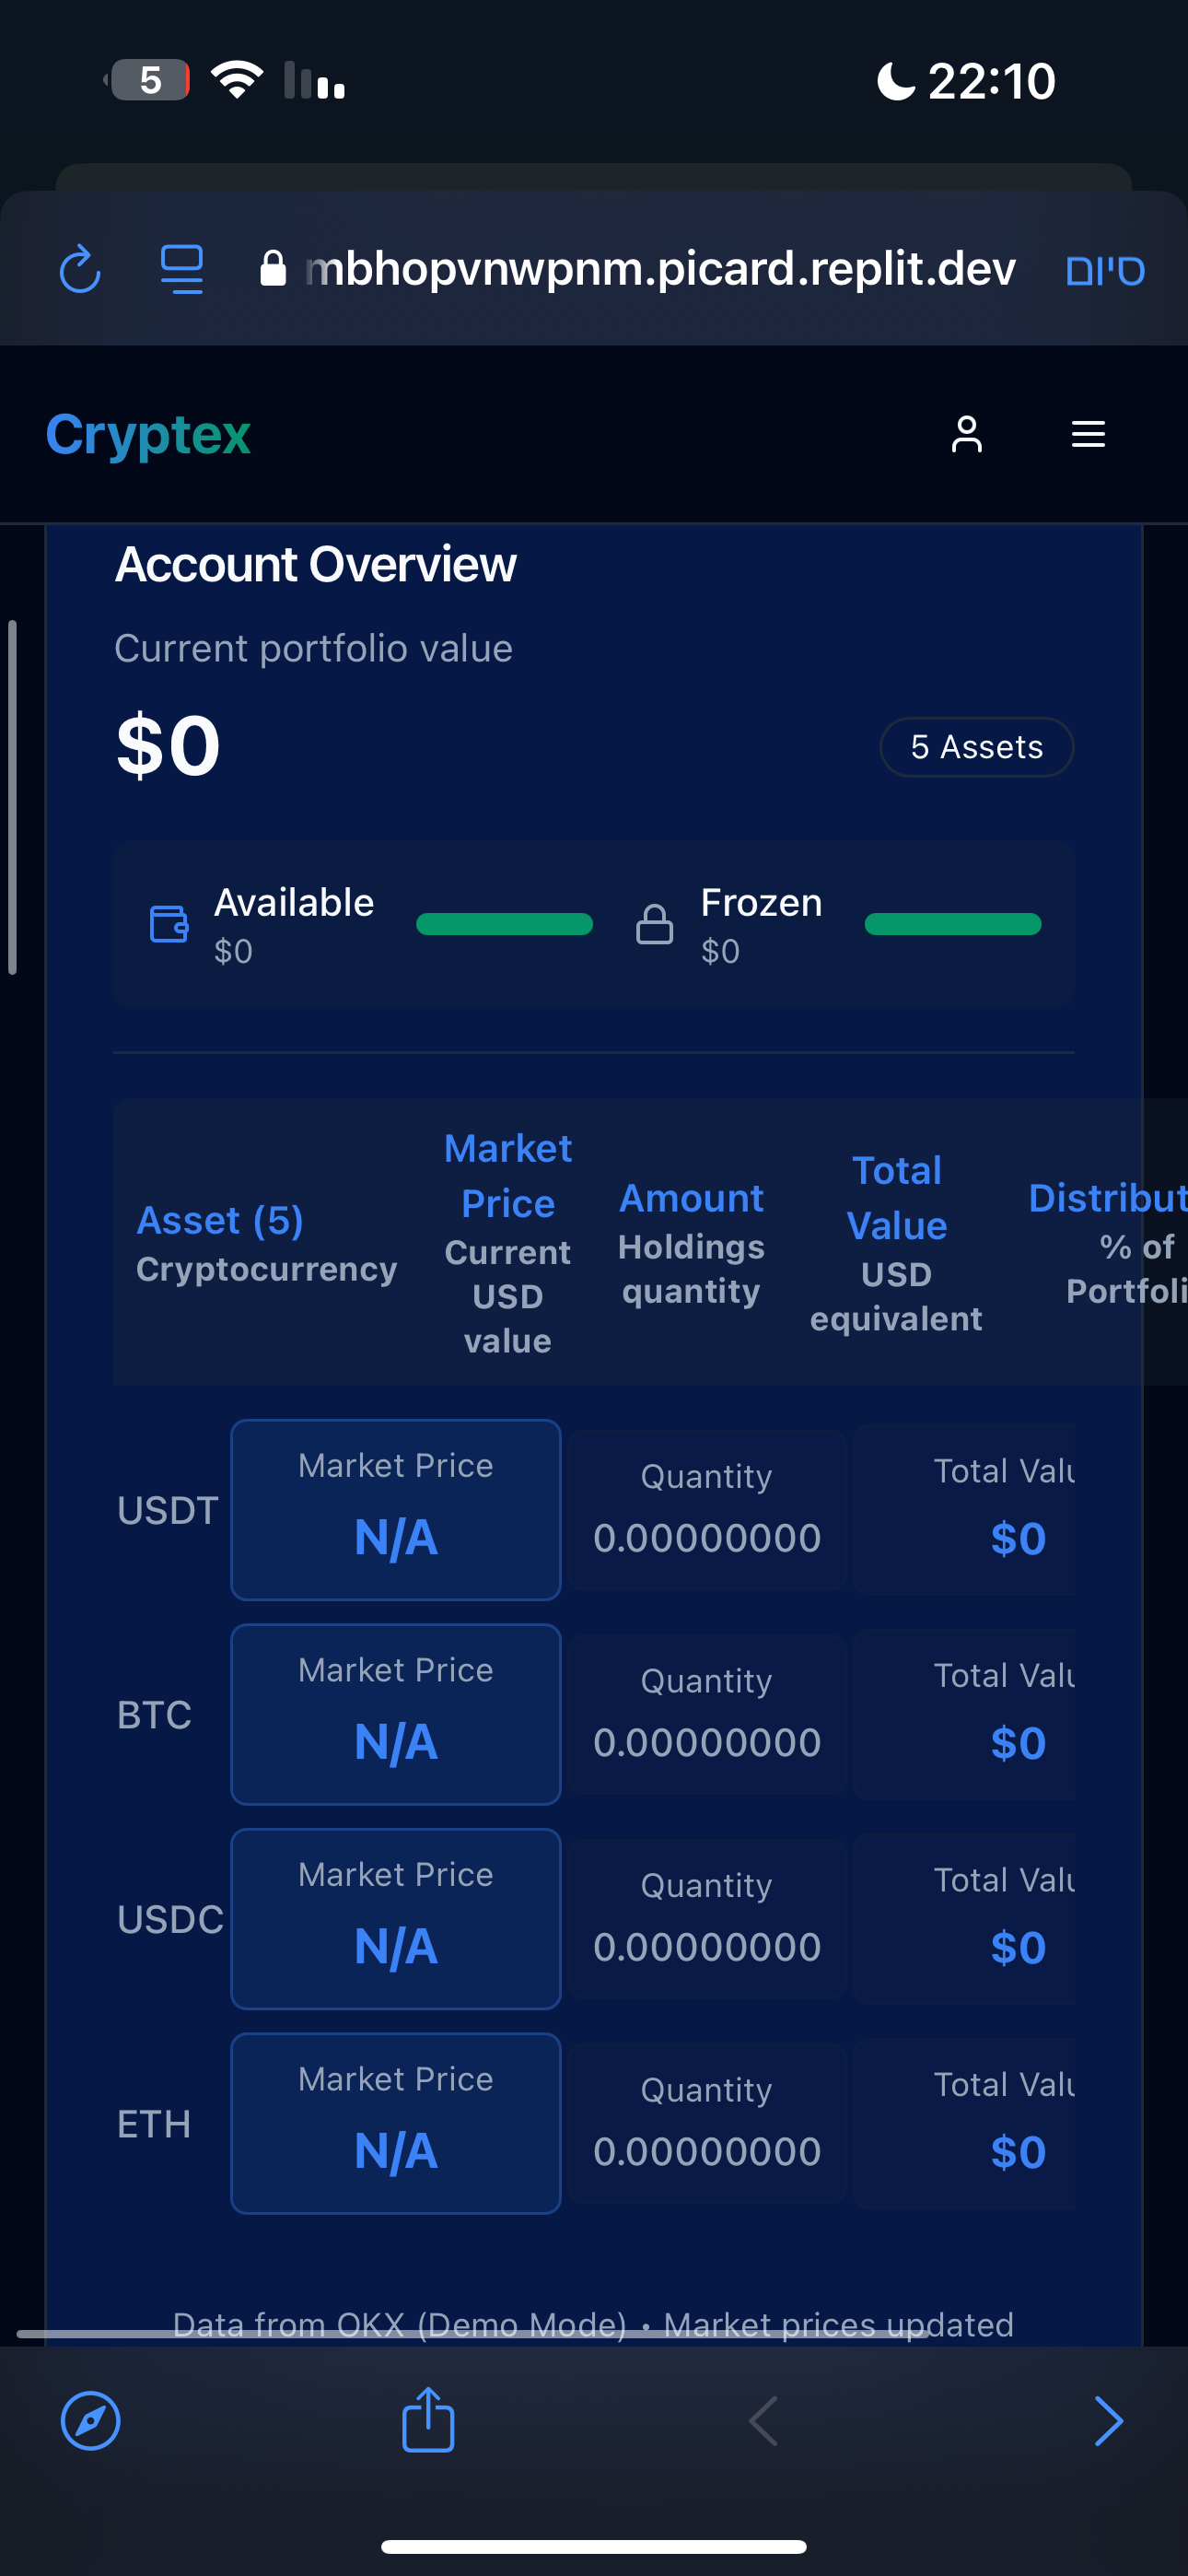 5
22:10
mbhopvnwpnm.picard.replit.dev
סיום
Cryptex
Account Overview
Current portfolio value
$0
5 Assets
Available
$0
Frozen
$0
Asset (5)
Cryptocurrency
Market
Price
Current
USD
value
Amount
Holdings
quantity
Total
Value
USD
equivalent
Distribut
% of
Portfoli
USDT
Market Price
N/A
Quantity
0.00000000
Total Valu
$0
BTC
Market Price
N/A
Quantity
0.00000000
Total Valu
$0
USDC
Market Price
N/A
Quantity
0.00000000
Total Valu
$0
ETH
Market Price
N/A
Quantity
0.00000000
Total Valu
$0
Data from OKX (Demo Mode) • Market prices updated